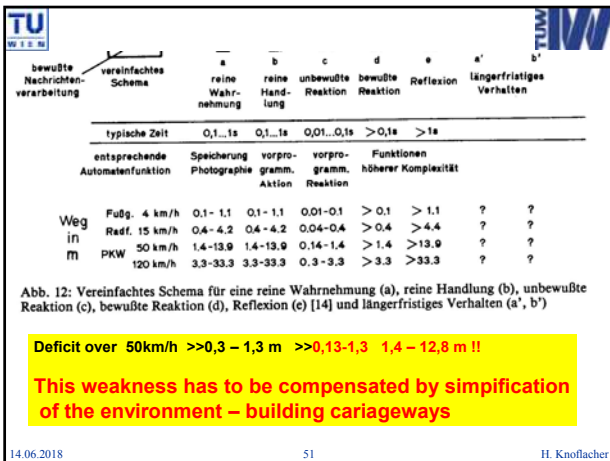 TU
WIEN
TUW IVV
bewußte
Nachrichten-
verarbeitung
vereinfachtes
Schema
a b c d e a' b'
reine Wahr-nehmung reine Hand-lung unbewußte Reaktion bewußte Reaktion Reflexion längerfristiges Verhalten
typische Zeit 0,1...1s 0,1...1s 0,01...0,1s >0,1s >1s
entsprechende Automatenfunktion Speicherung Photographie vorpro-gramm. Aktion vorpro-gramm. Reaktion Funktionen höherer Komplexität
Weg
in
m
Fußg. 4 km/h 0,1-1,1 0,1-1,1 0,01-0,1 >0,1 >1,1 ? ?
Radf. 15 km/h 0,4-4,2 0,4-4,2 0,04-0,4 >0,4 >4,4 ? ?
PKW 50 km/h 1,4-13,9 1,4-13,9 0,14-1,4 >1,4 >13,9 ? ?
120 km/h 3,3-33,3 3,3-33,3 0,3-3,3 >3,3 >33,3 ? ?
Abb. 12: Vereinfachtes Schema für eine reine Wahrnehmung (a), reine Handlung (b), unbewußte
Reaktion (c), bewußte Reaktion (d), Reflexion (e) [14] und längerfristiges Verhalten (a', b')
Deficit over 50km/h >>0,3 – 1,3 m >>0,13-1,3 1,4 – 12,8 m !!
This weakness has to be compensated by simpification
of the environment – building cariageways
14.06.2018 51 H. Knoflacher